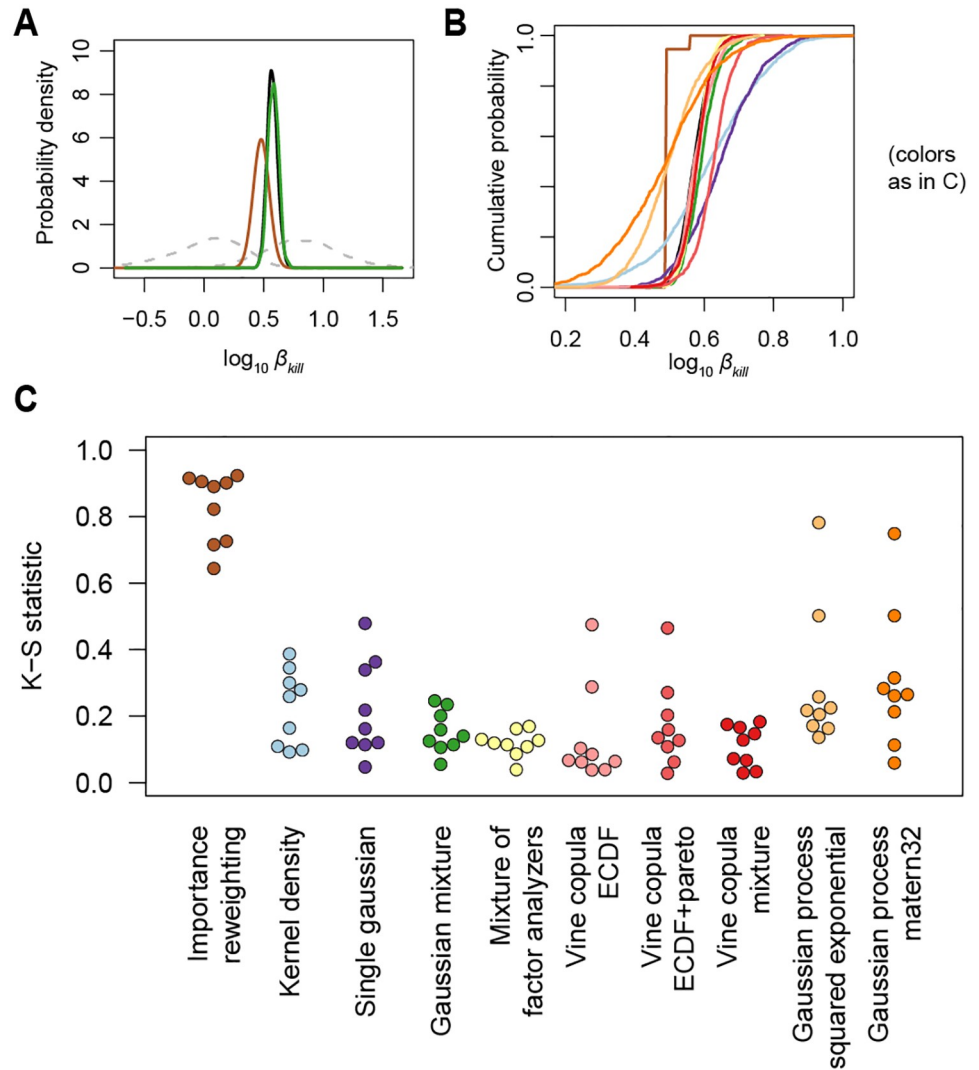 A
Probability density
10
8
6
4
2
0
−0.5 0.0 0.5 1.0 1.5
log10 βkill
B
Cumulative probability
1.0
0.0
0.2 0.4 0.6 0.8 1.0
log10 βkill
(colors
as in C)
C
K−S statistic
1.0
0.8
0.6
0.4
0.2
0.0
Importance
reweighting
Kernel density
Single gaussian
Gaussian mixture
Mixture of
factor analyzers
Vine copula
ECDF
Vine copula
ECDF+pareto
Vine copula
mixture
Gaussian process
squared exponential
Gaussian process
matern32